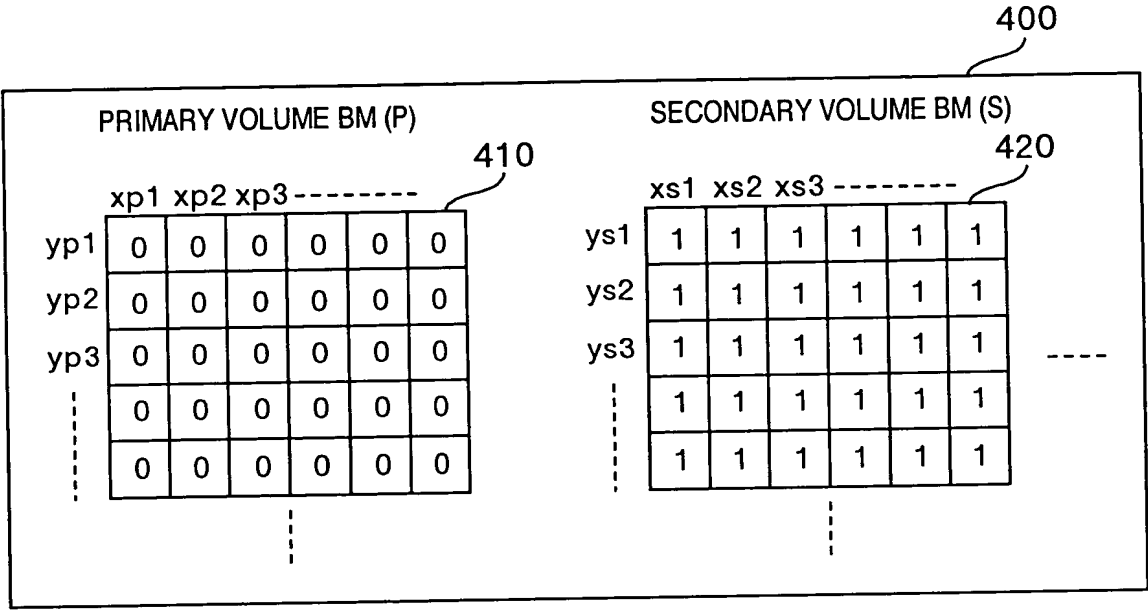 400
PRIMARY VOLUME BM (P)
SECONDARY VOLUME BM (S)
410
420
xp1 xp2 xp3
yp1 0 0 0 0 0 0
yp2 0 0 0 0 0 0
yp3 0 0 0 0 0 0
0 0 0 0 0 0
0 0 0 0 0 0
xs1 xs2 xs3
ys1 1 1 1 1 1 1
ys2 1 1 1 1 1 1
ys3 1 1 1 1 1 1
1 1 1 1 1 1
1 1 1 1 1 1